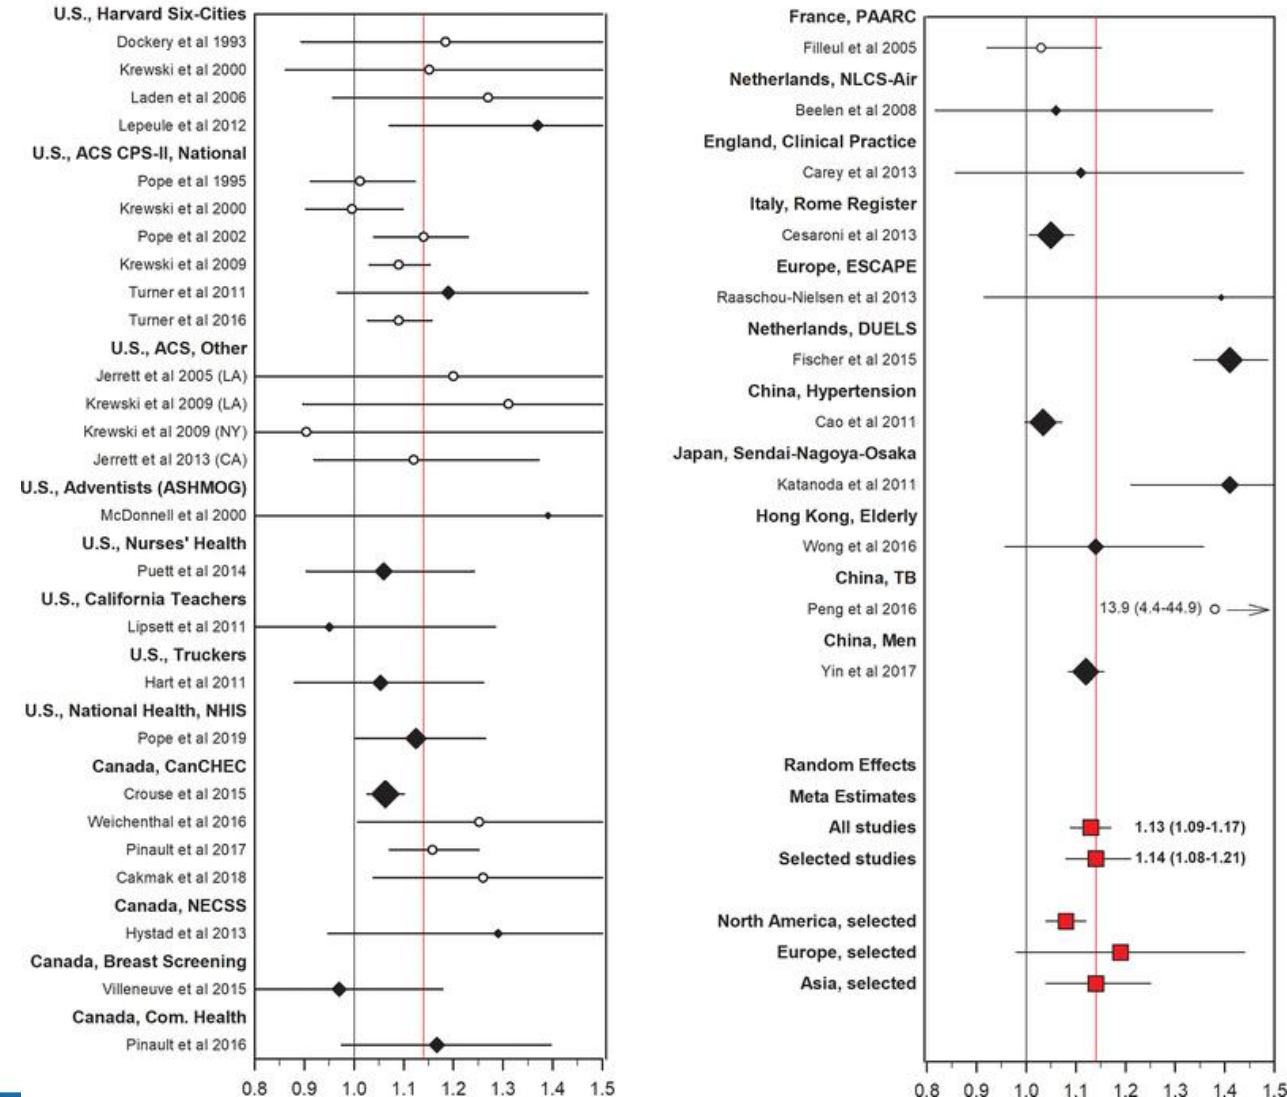 U.S., Harvard Six-Cities
Dockery et al 1993
Krewski et al 2000
Laden et al 2006
Lepeule et al 2012
U.S., ACS CPS-II, National
Pope et al 1995
Krewski et al 2000
Pope et al 2002
Krewski et al 2009
Turner et al 2011
Turner et al 2016
U.S., ACS, Other
Jerrett et al 2005 (LA)
Krewski et al 2009 (LA)
Krewski et al 2009 (NY)
Jerrett et al 2013 (CA)
U.S., Adventists (ASHMOG)
McDonnell et al 2000
U.S., Nurses' Health
Puett et al 2014
U.S., California Teachers
Lipsett et al 2011
U.S., Truckers
Hart et al 2011
U.S., National Health, NHIS
Pope et al 2019
Canada, CanCHEC
Crouse et al 2015
Weichenthal et al 2016
Pinault et al 2017
Cakmak et al 2018
Canada, NECSS
Hystad et al 2013
Canada, Breast Screening
Villeneuve et al 2015
Canada, Com. Health
Pinault et al 2016
0.8 0.9 1.0 1.1 1.2 1.3 1.4 1.5
France, PAARC
Filleul et al 2005
Netherlands, NLCS-Air
Beelen et al 2008
England, Clinical Practice
Carey et al 2013
Italy, Rome Register
Cesaroni et al 2013
Europe, ESCAPE
Raaschou-Nielsen et al 2013
Netherlands, DUELS
Fischer et al 2015
China, Hypertension
Cao et al 2011
Japan, Sendai-Nagoya-Osaka
Katanoda et al 2011
Hong Kong, Elderly
Wong et al 2016
China, TB
Peng et al 2016 13.9 (4.4-44.9)
China, Men
Yin et al 2017
Random Effects
Meta Estimates
All studies 1.13 (1.09-1.17)
Selected studies 1.14 (1.08-1.21)
North America, selected
Europe, selected
Asia, selected
0.8 0.9 1.0 1.1 1.2 1.3 1.4 1.5